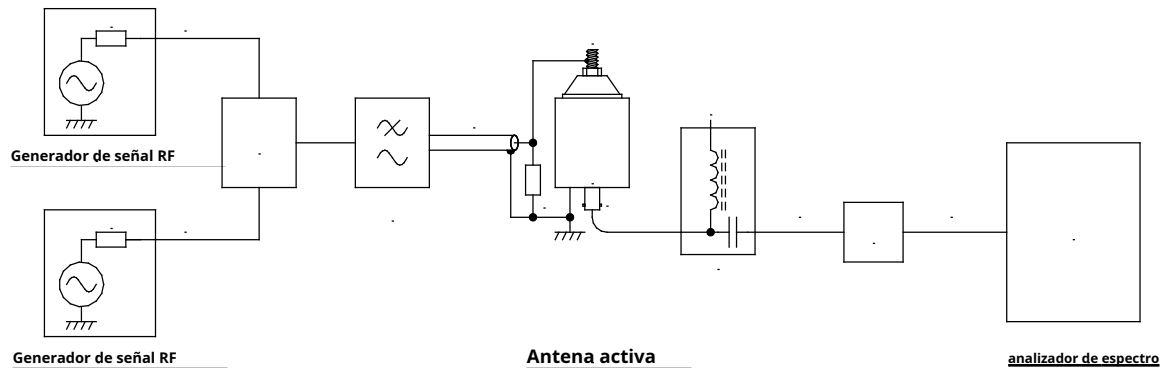 Generador de señal RF
Generador de señal RF
Antena activa
analizador de espectro